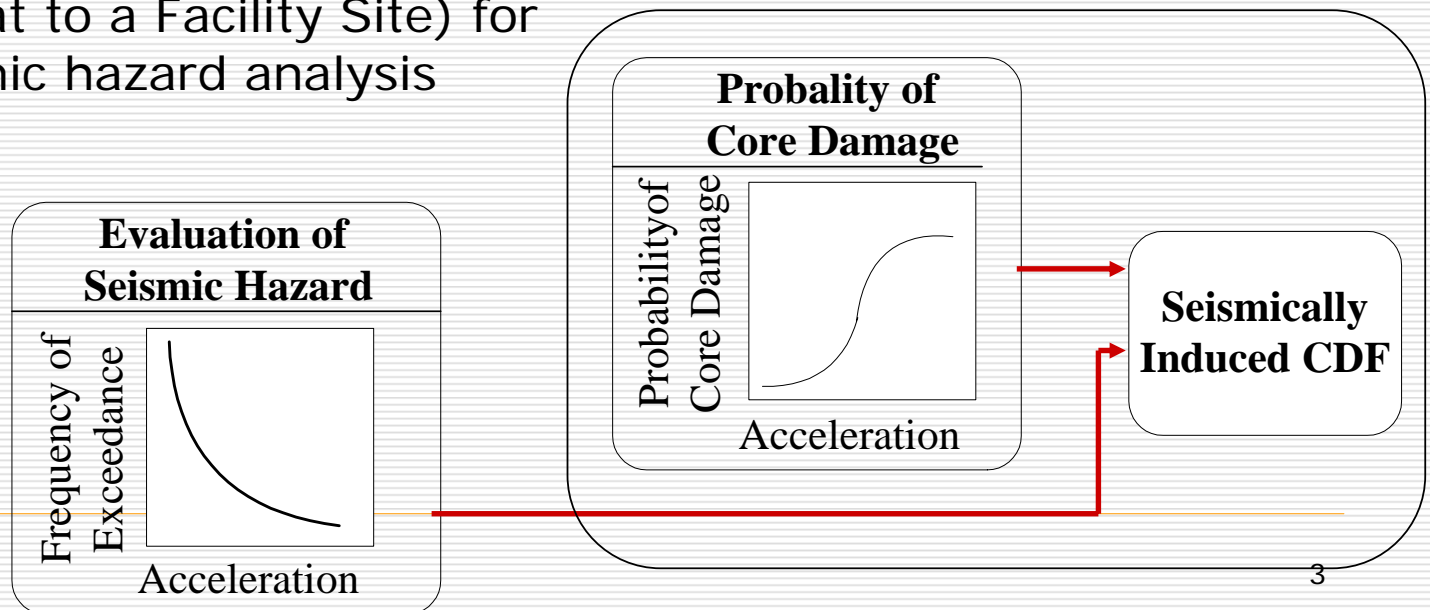 at to a Facility Site) for
nic hazard analysis
Probality of
Core Damage
Probabilityof
Core Damage
Acceleration
Evaluation of
Seismic Hazard
Frequency of
Exceedance
Acceleration
Seismically
Induced CDF
3